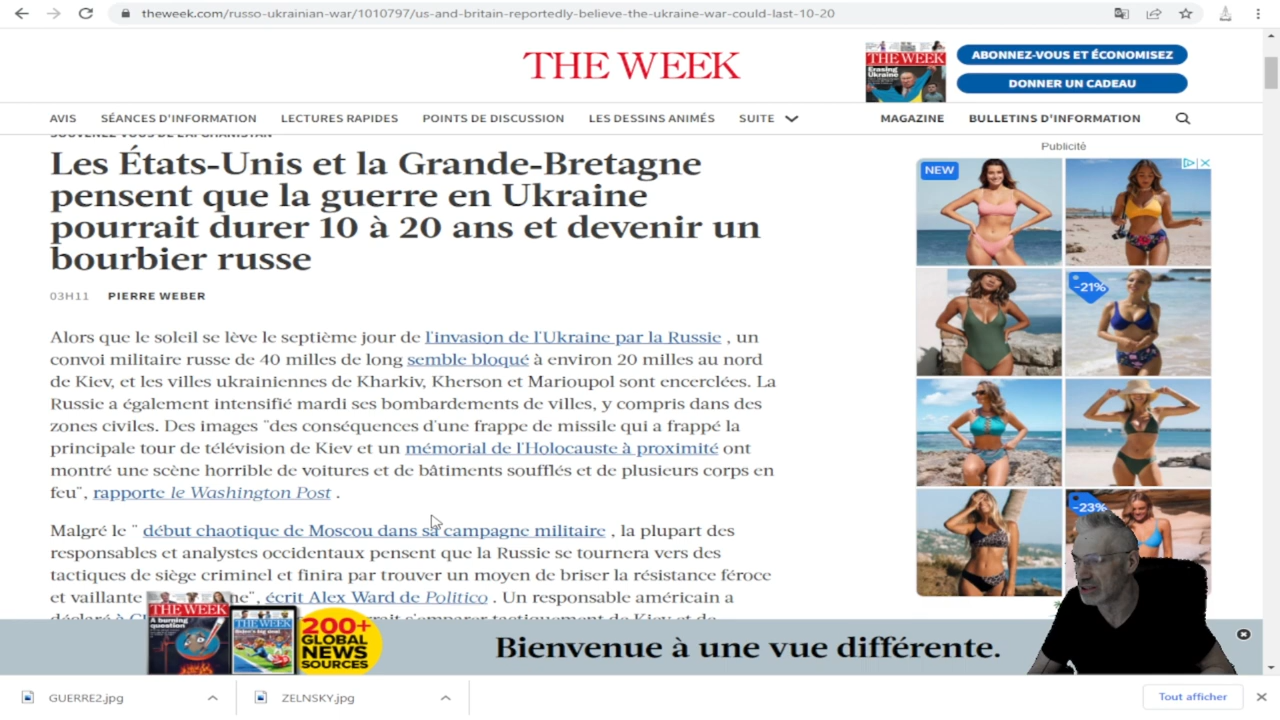 theweek.com/russo-ukrainian-war/1010797/us-and-britain-reportedly-believe-the-ukraine-war-could-last-10-20
THE WEEK
THE WEEK
Erasing
Ukraine
ABONNEZ-VOUS ET ÉCONOMISEZ
DONNER UN CADEAU
AVIS SÉANCES D'INFORMATION LECTURES RAPIDES POINTS DE DISCUSSION LES DESSINS ANIMÉS SUITE MAGAZINE BULLETINS D'INFORMATION
SOUVENEZ-VOUS DE L'AFGHANISTAN
Publicité
Les États-Unis et la Grande-Bretagne
pensent que la guerre en Ukraine
pourrait durer 10 à 20 ans et devenir un
bourbier russe
03H11 PIERRE WEBER
Alors que le soleil se lève le septième jour de l'invasion de l'Ukraine par la Russie , un
convoi militaire russe de 40 milles de long semble bloqué à environ 20 milles au nord
de Kiev, et les villes ukrainiennes de Kharkiv, Kherson et Marioupol sont encerclées. La
Russie a également intensifié mardi ses bombardements de villes, y compris dans des
zones civiles. Des images "des conséquences d'une frappe de missile qui a frappé la
principale tour de télévision de Kiev et un mémorial de l'Holocauste à proximité ont
montré une scène horrible de voitures et de bâtiments soufflés et de plusieurs corps en
feu", rapporte le Washington Post .
Malgré le " début chaotique de Moscou dans sa campagne militaire , la plupart des
responsables et analystes occidentaux pensent que la Russie se tournera vers des
tactiques de siège criminel et finira par trouver un moyen de briser la résistance féroce
et vaillante ne", écrit Alex Ward de Politico . Un responsable américain a
NEW
-21%
-23%
THE WEEK
A burning
question
THE WEEK
200+
GLOBAL
NEWS
SOURCES
Bienvenue à une vue différente.
GUERRE2.jpg
ZELNSKY.jpg
Tout afficher